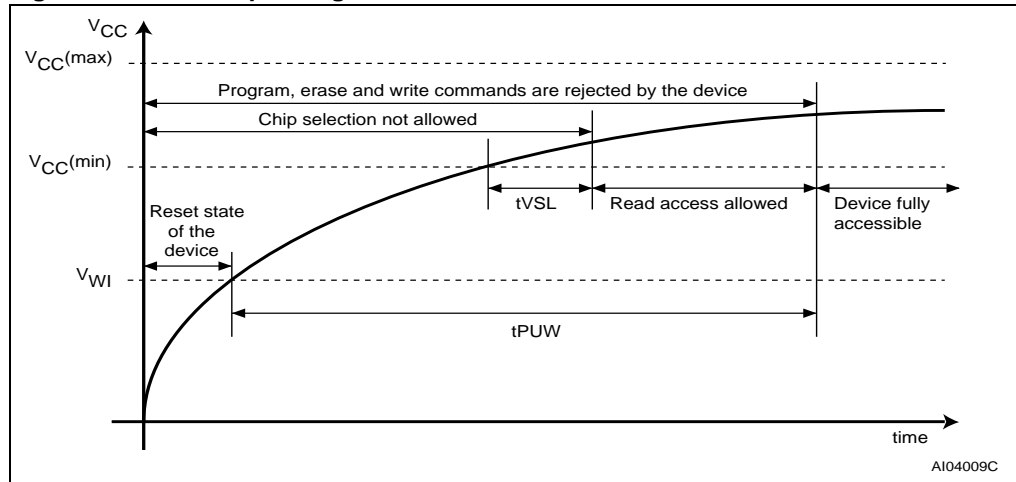 VCC
VCC(max)
Program, erase and write commands are rejected by the device
Chip selection not allowed
VCC(min)
tVSL
Read access allowed
Device fully
accessible
Reset state
of the
device
VWI
tPUW
time
AI04009C